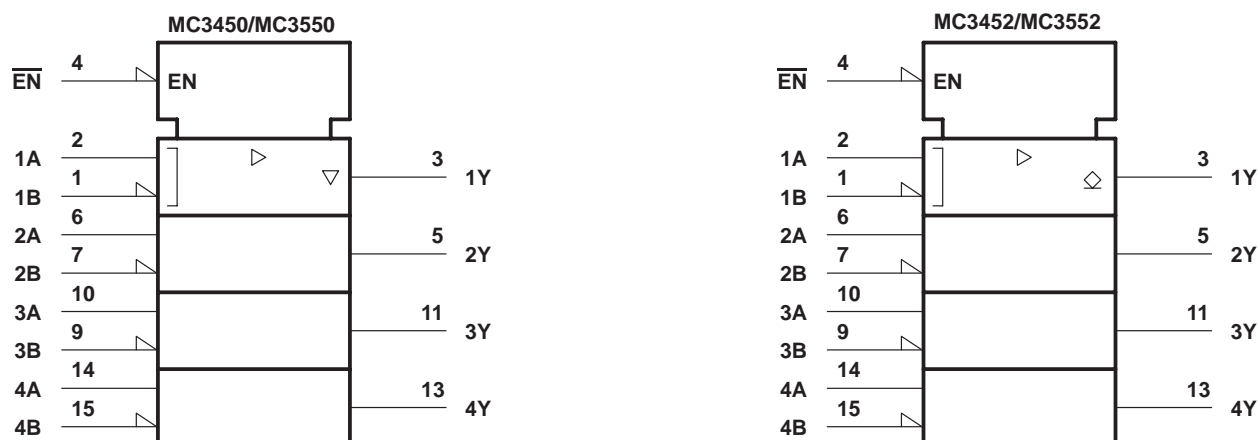 MC3450/MC3550
E̅N̅ 4 EN
1A 2
3 1Y
1B 1
2A 6
5 2Y
2B 7
3A 10
11 3Y
3B 9
4A 14
13 4Y
4B 15
MC3452/MC3552
E̅N̅ 4 EN
1A 2
3 1Y
1B 1
2A 6
5 2Y
2B 7
3A 10
11 3Y
3B 9
4A 14
13 4Y
4B 15